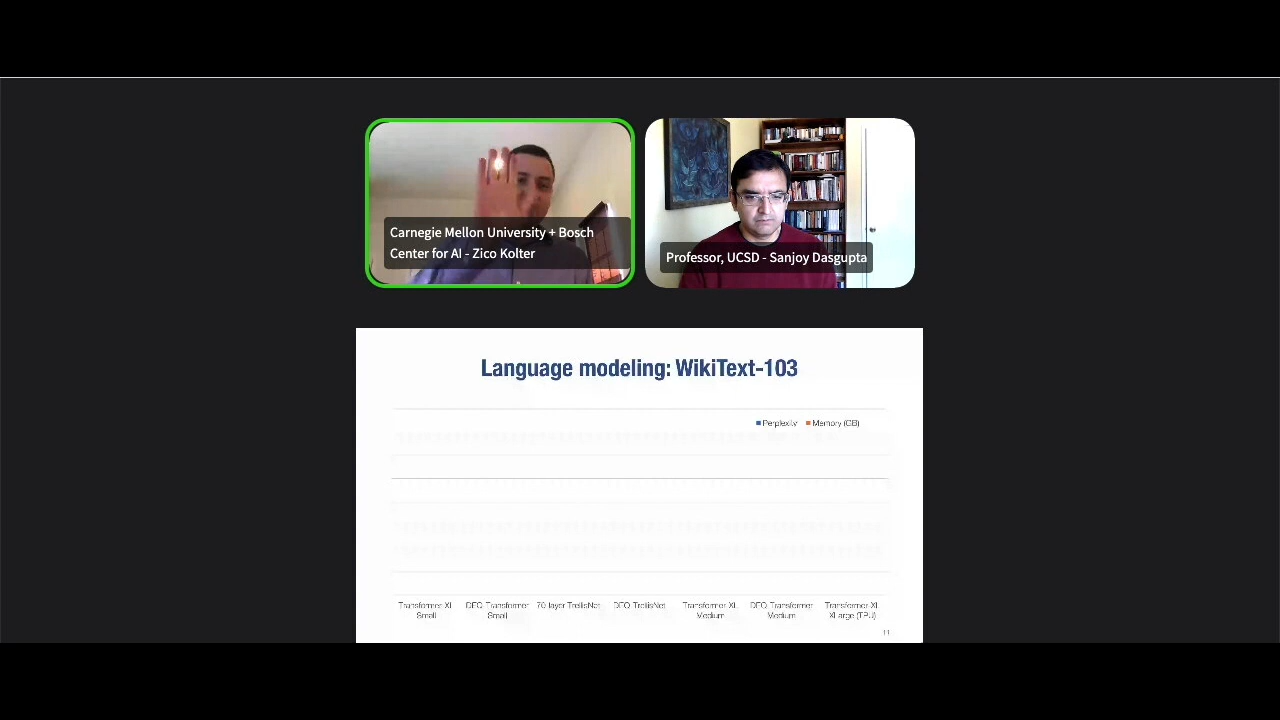 Carnegie Mellon University + Bosch
Center for AI - Zico Kolter
Professor, UCSD - Sanjoy Dasgupta
Language modeling: WikiText-103
Perplexity Memory (GB)
Transformer-XL DEQ-Transformer 70-layer TrellisNet DEQ-TrellisNet Transformer-XL DEQ-Transformer Transformer-XL
Small Small Medium Medium XLarge (TPU)
11